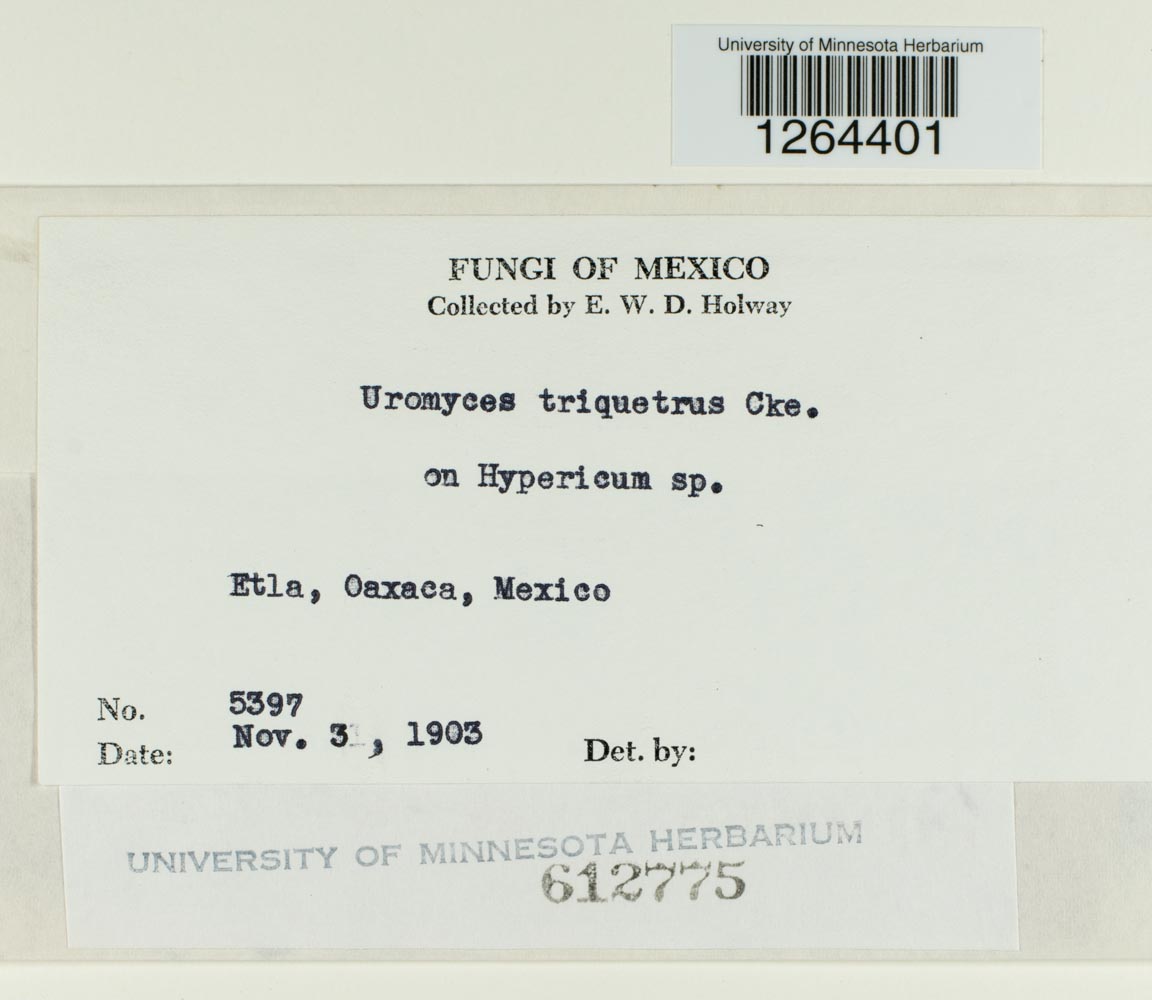 University of Minnesota Herbarium
1264401
FUNGI OF MEXICO
Collected by E. W. D. Holway
Uromyces triquetrus Cke.
on Hypericum sp.
Etla, Oaxaca, Mexico
No. 5397
Date: Nov. 3, 1903 Det. by:
UNIVERSITY OF MINNESOTA HERBARIUM
612775